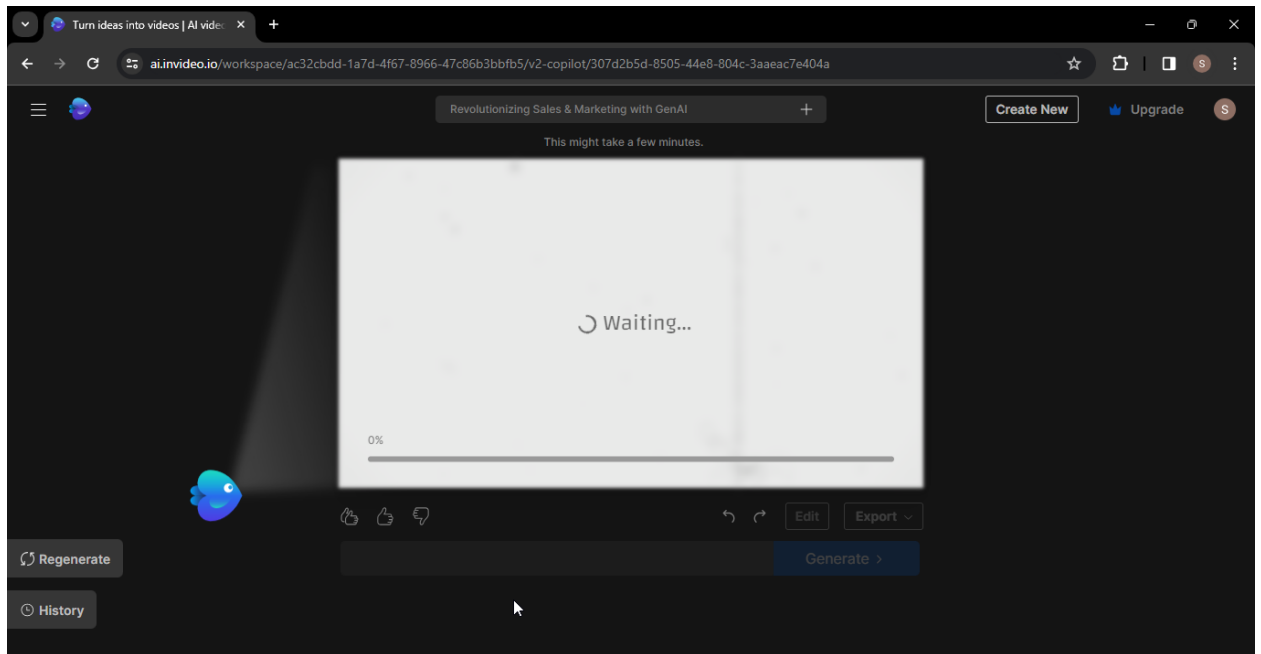 Turn ideas into videos | AI video
ai.invideo.io/workspace/ac32cbdd-1a7d-4f67-8966-47c86b3bbfb5/v2-copilot/307d2b5d-8505-44e8-804c-3aaeac7e404a
S
Revolutionizing Sales & Marketing with GenAI
Create New
Upgrade
S
This might take a few minutes.
Waiting...
0%
Edit
Export
Regenerate
Generate >
History